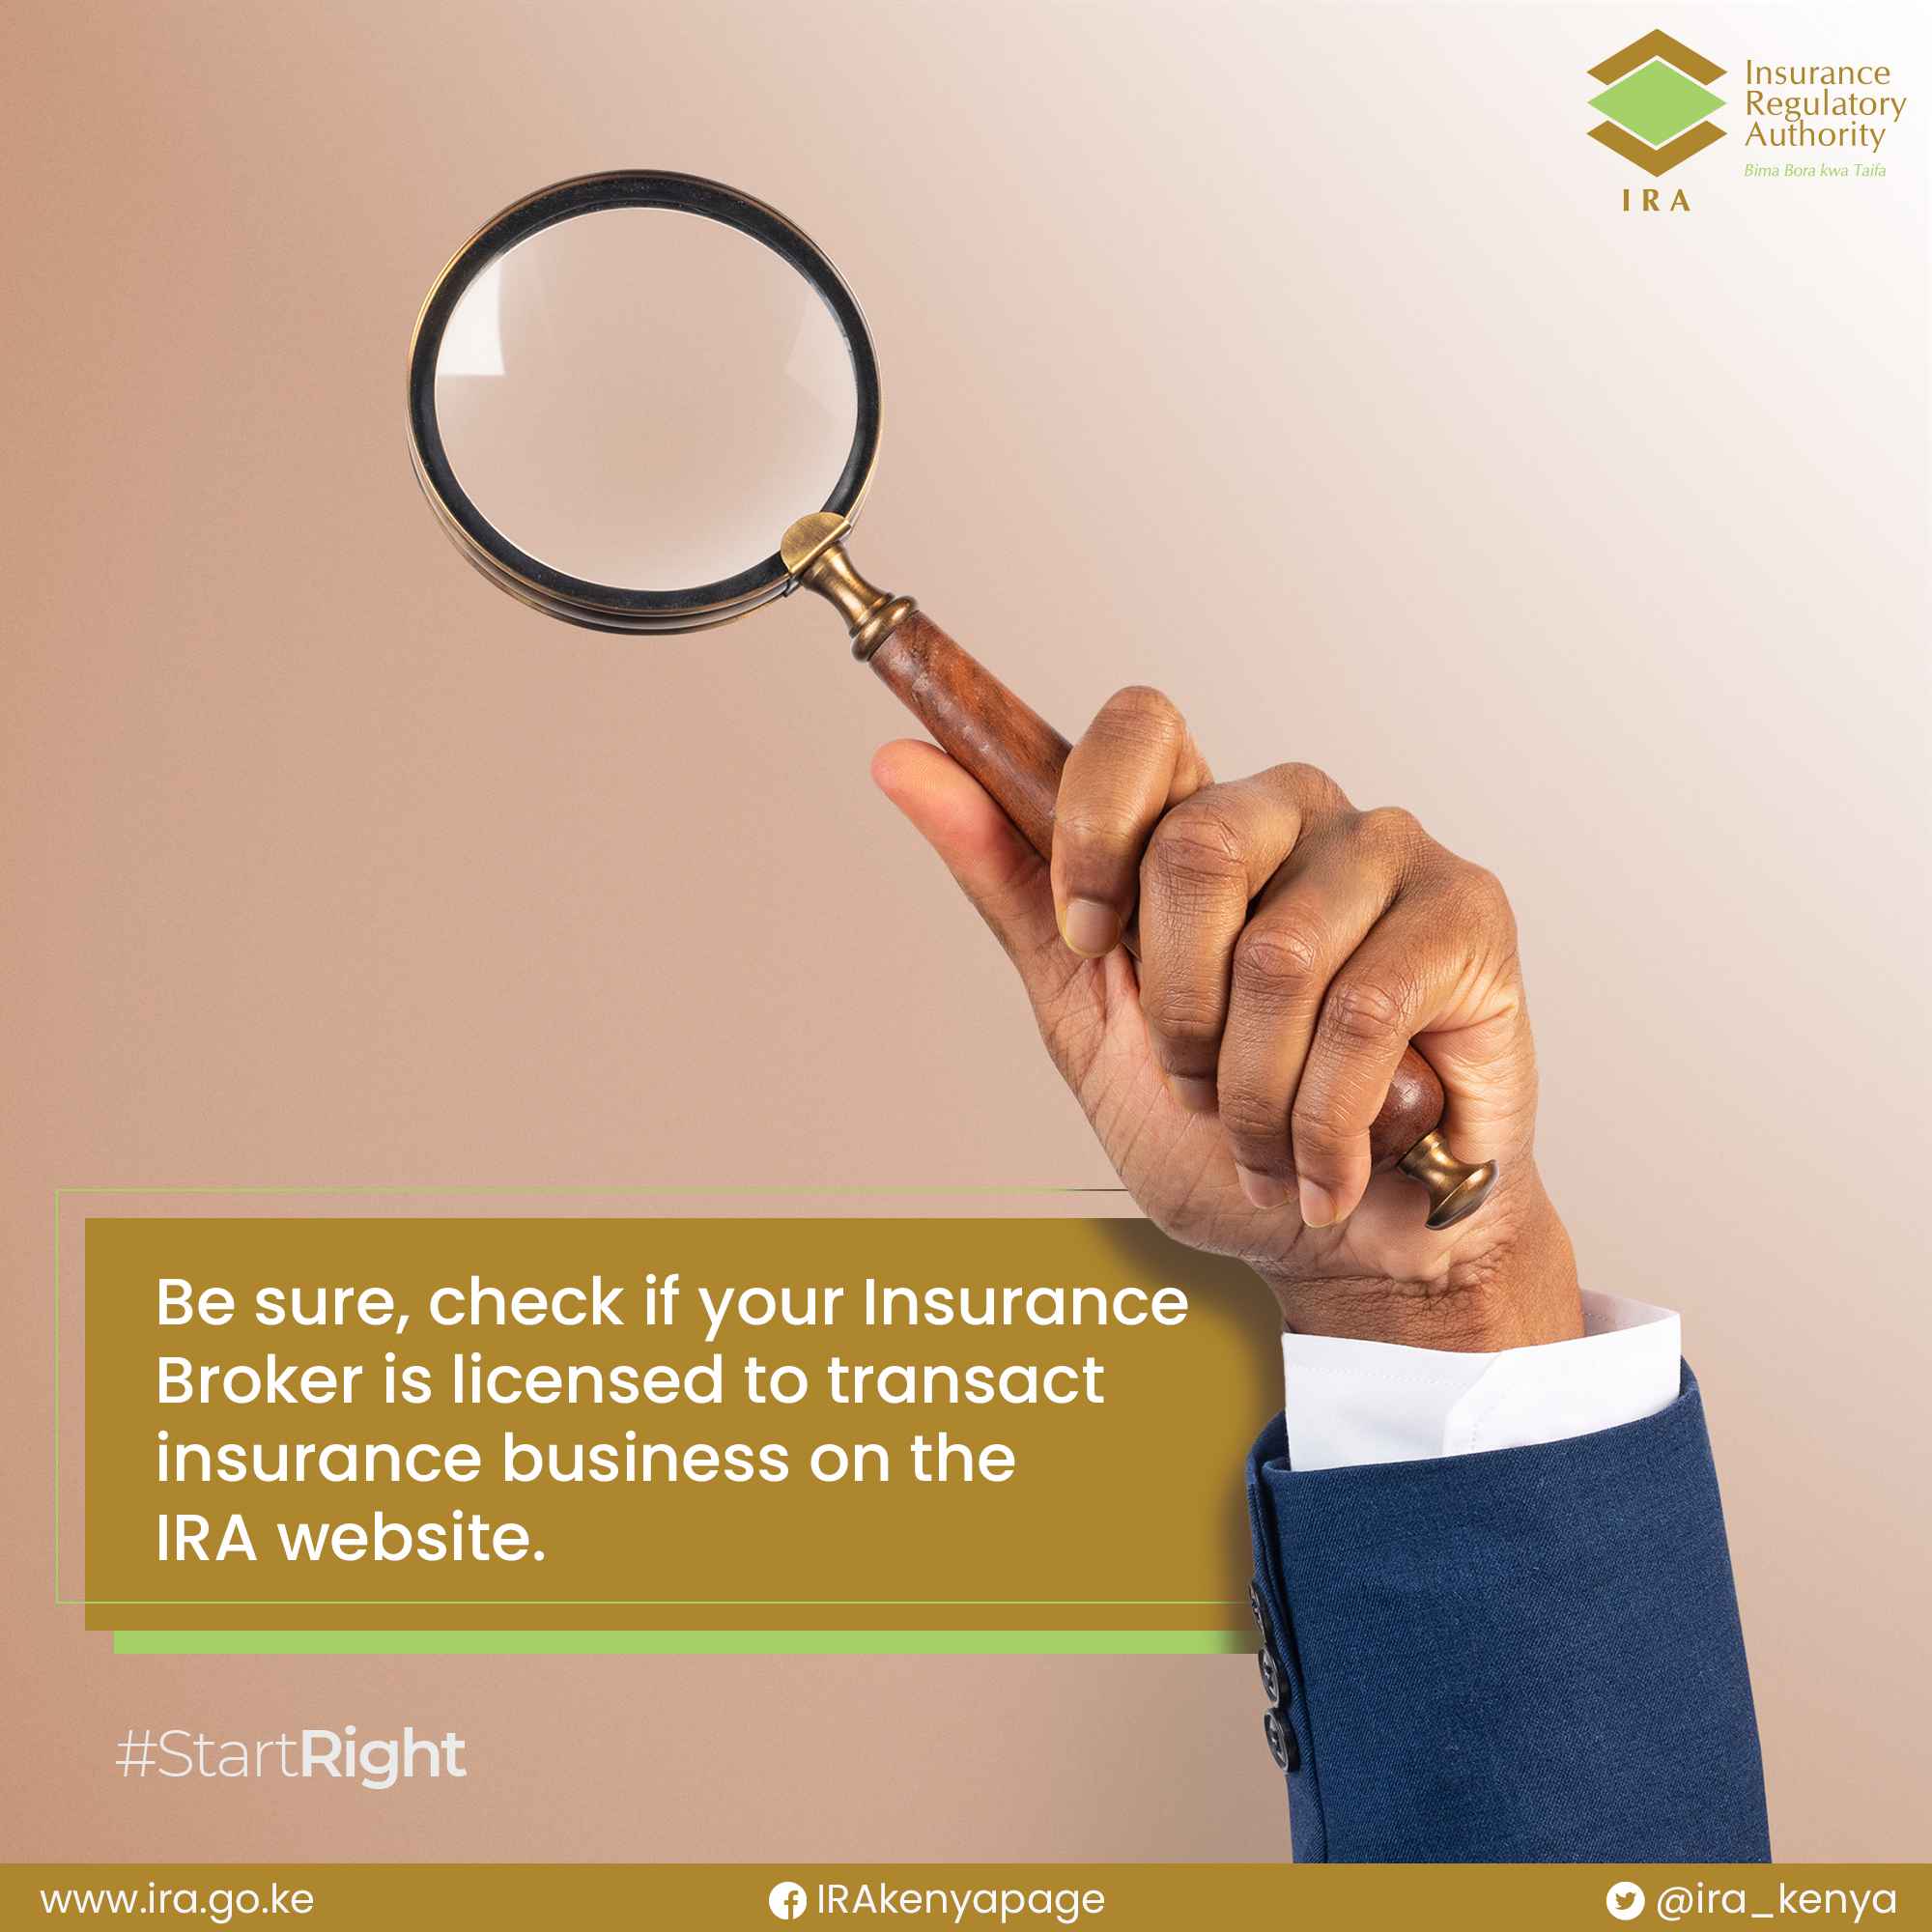 Insurance
Regulatory
Authority
Bima Bora kwa Taifa
IRA
Be sure, check if your Insurance
Broker is licensed to transact
insurance business on the
IRA website.
#StartRight
www.ira.go.ke
IRAkenyapage
@ira_kenya